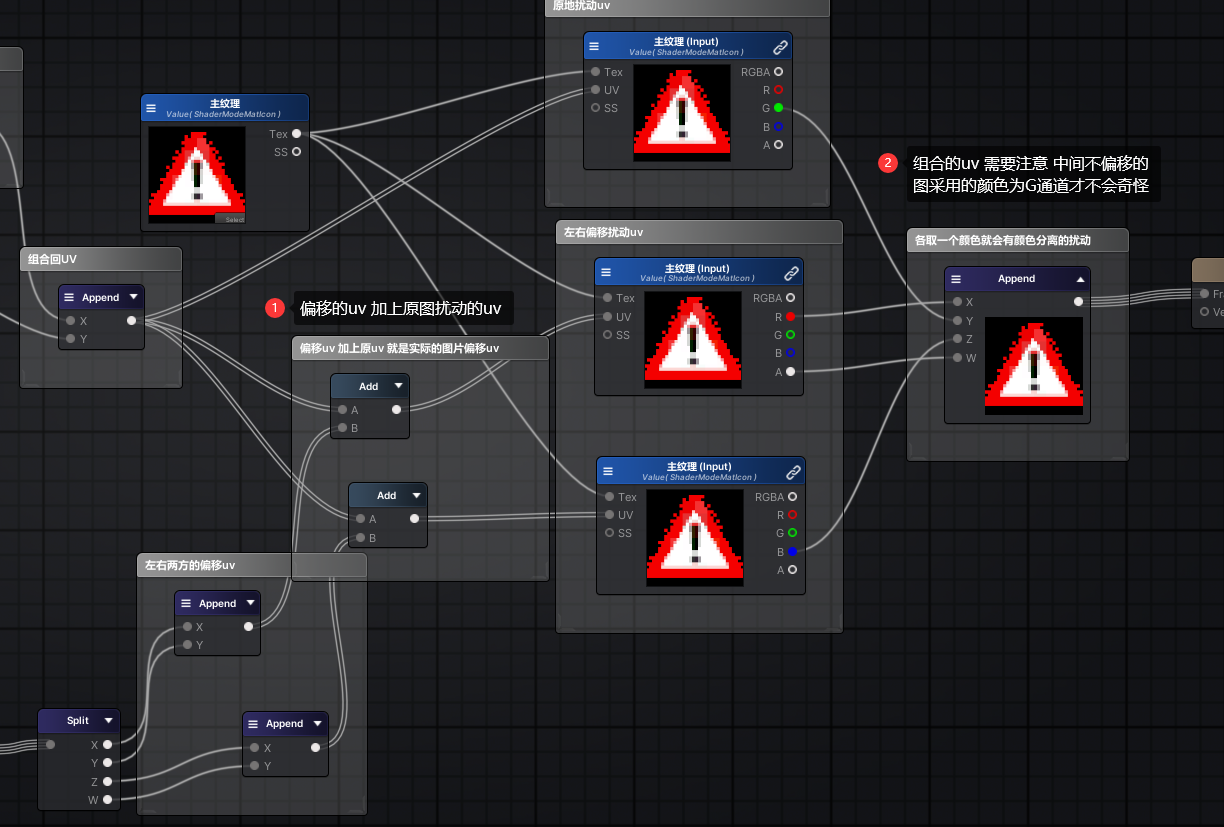 原地扰动uv
主纹理 (Input)
Value( ShaderModeMatIcon )
Tex
UV
SS
RGBA
R
G
B
A
主纹理
Value( ShaderModeMatIcon )
Tex
SS
Select
2
组合的uv 需要注意 中间不偏移的
图采用的颜色为G通道才不会奇怪
左右偏移扰动uv
主纹理 (Input)
Value( ShaderModeMatIcon )
Tex
UV
SS
RGBA
R
G
B
A
各取一个颜色就会有颜色分离的扰动
Append
X
Y
Z
W
Fra
Ve
组合回UV
Append
X
Y
1
偏移的uv 加上原图扰动的uv
偏移uv 加上原uv 就是实际的图片偏移uv
Add
A
B
Add
A
B
主纹理 (Input)
Value( ShaderModeMatIcon )
Tex
UV
SS
RGBA
R
G
B
A
左右两方的偏移uv
Append
X
Y
Append
X
Y
Split
X
Y
Z
W